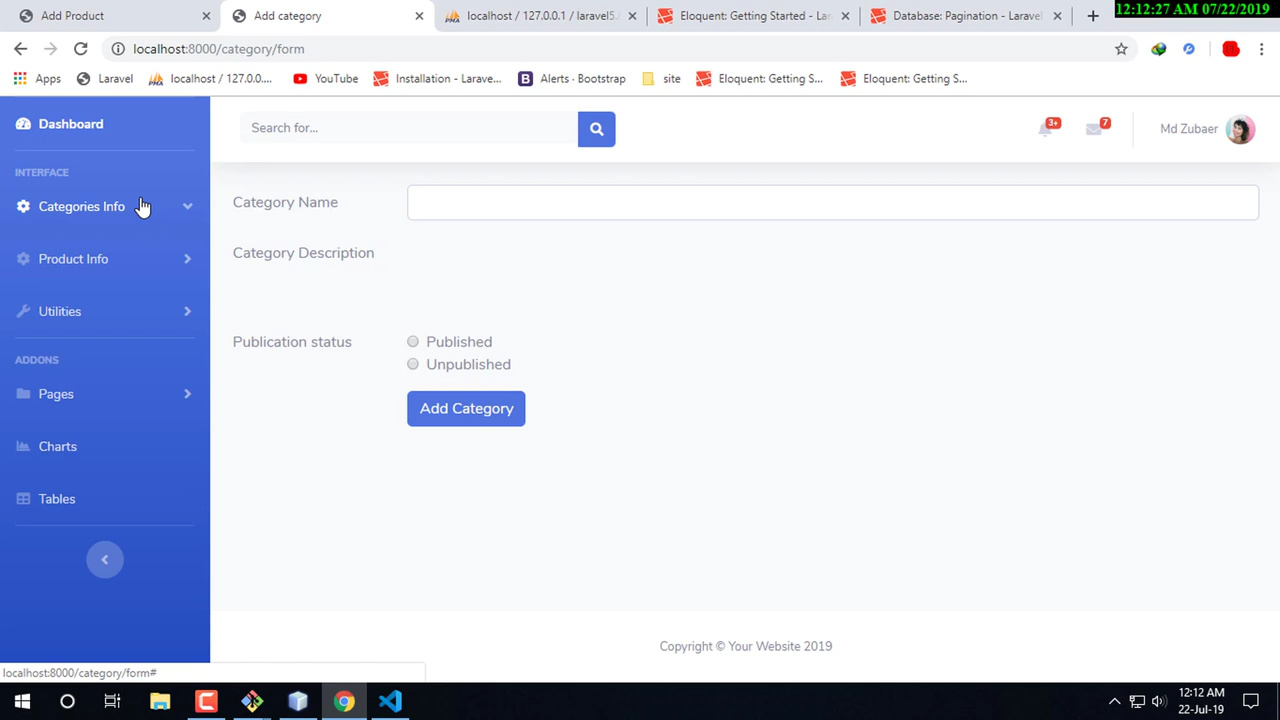 Add Product
Add category
localhost / 127.0.0.1 / laravel5.
Eloquent: Getting Started - Lar
Database: Pagination - Laravel
12:12:27 AM 07/22/2019
localhost:8000/category/form
Apps
Laravel
localhost / 127.0.0....
YouTube
Installation - Larave...
Alerts · Bootstrap
site
Eloquent: Getting S...
Eloquent: Getting S...
Dashboard
INTERFACE
Categories Info
Product Info
Utilities
ADDONS
Pages
Charts
Tables
Search for...
3+
7
Md Zubaer
Category Name
Category Description
Publication status
Published
Unpublished
Add Category
Copyright © Your Website 2019
localhost:8000/category/form#
12:12 AM
22-Jul-19